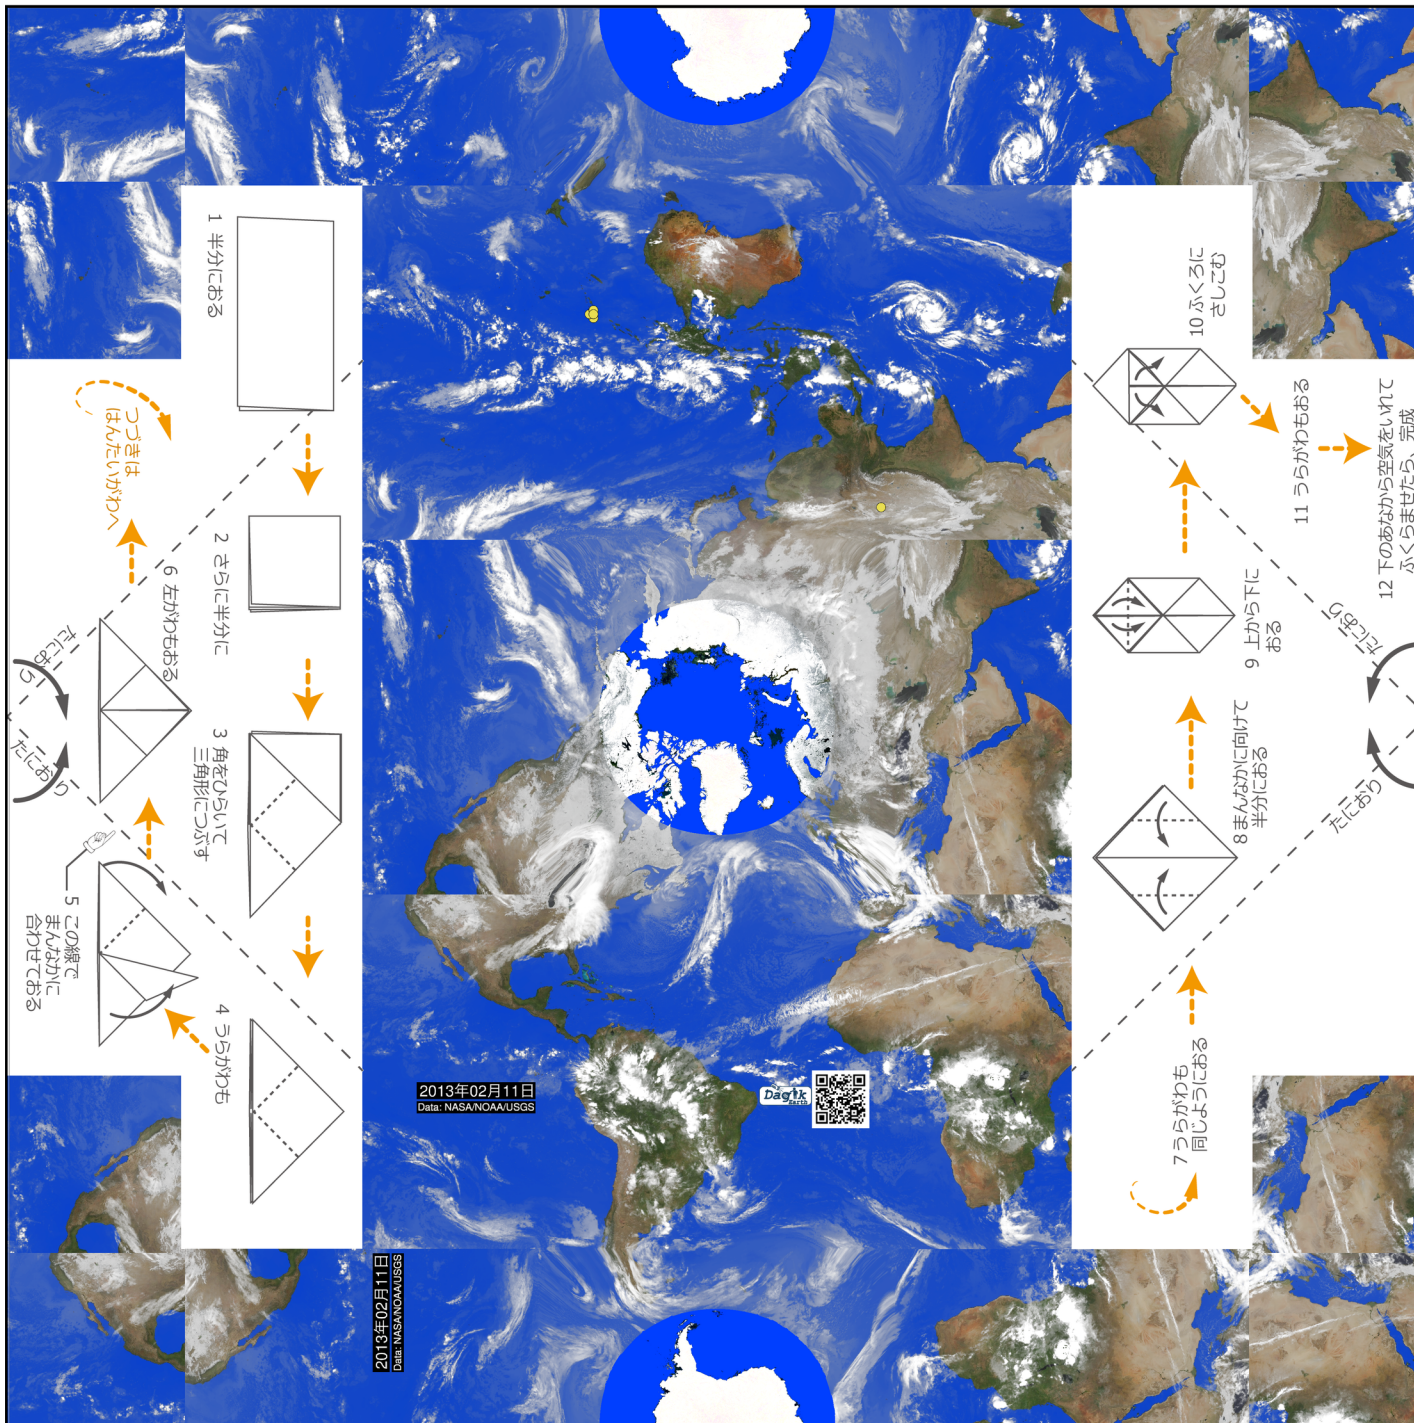 1 半分におる
2 さらに半分に
3 角をひらいて
三角形につぶす
4 うらがわも
5 この線で
まんなかに
合わせておる
6 左がわもおる
つづきは
はんたいがわへ
たにおり
たにおり
7 うらがわも
同じようにおる
8 まんなかに向けて
半分におる
9 上から下に
おる
10 ふくろに
さしこむ
11 うらがわもおる
12 下のあなから空気をいれて
ふくらませたら、完成
たにおり
たにおり
2013年02月11日
Data: NASA/NOAA/USGS
Dagik
Earth
2013年02月11日
Data: NASA/NOAA/USGS